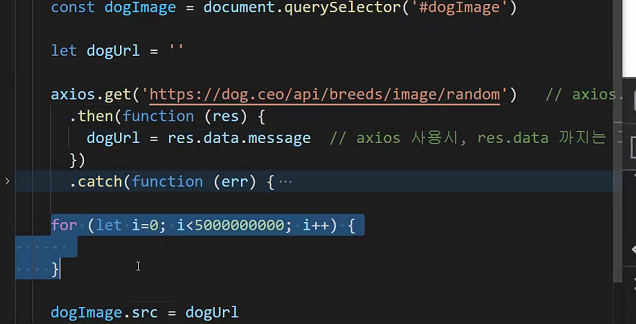 const dogImage = document.querySelector('#dogImage')
let dogUrl = ''
axios.get('https://dog.ceo/api/breeds/image/random')   // axios.
.then(function (res) {
dogUrl = res.data.message  // axios 사용시, res.data 까지는
})
.catch(function (err) {⋯
for (let i=0; i<5000000000; i++) {
}
dogImage.src = dogUrl